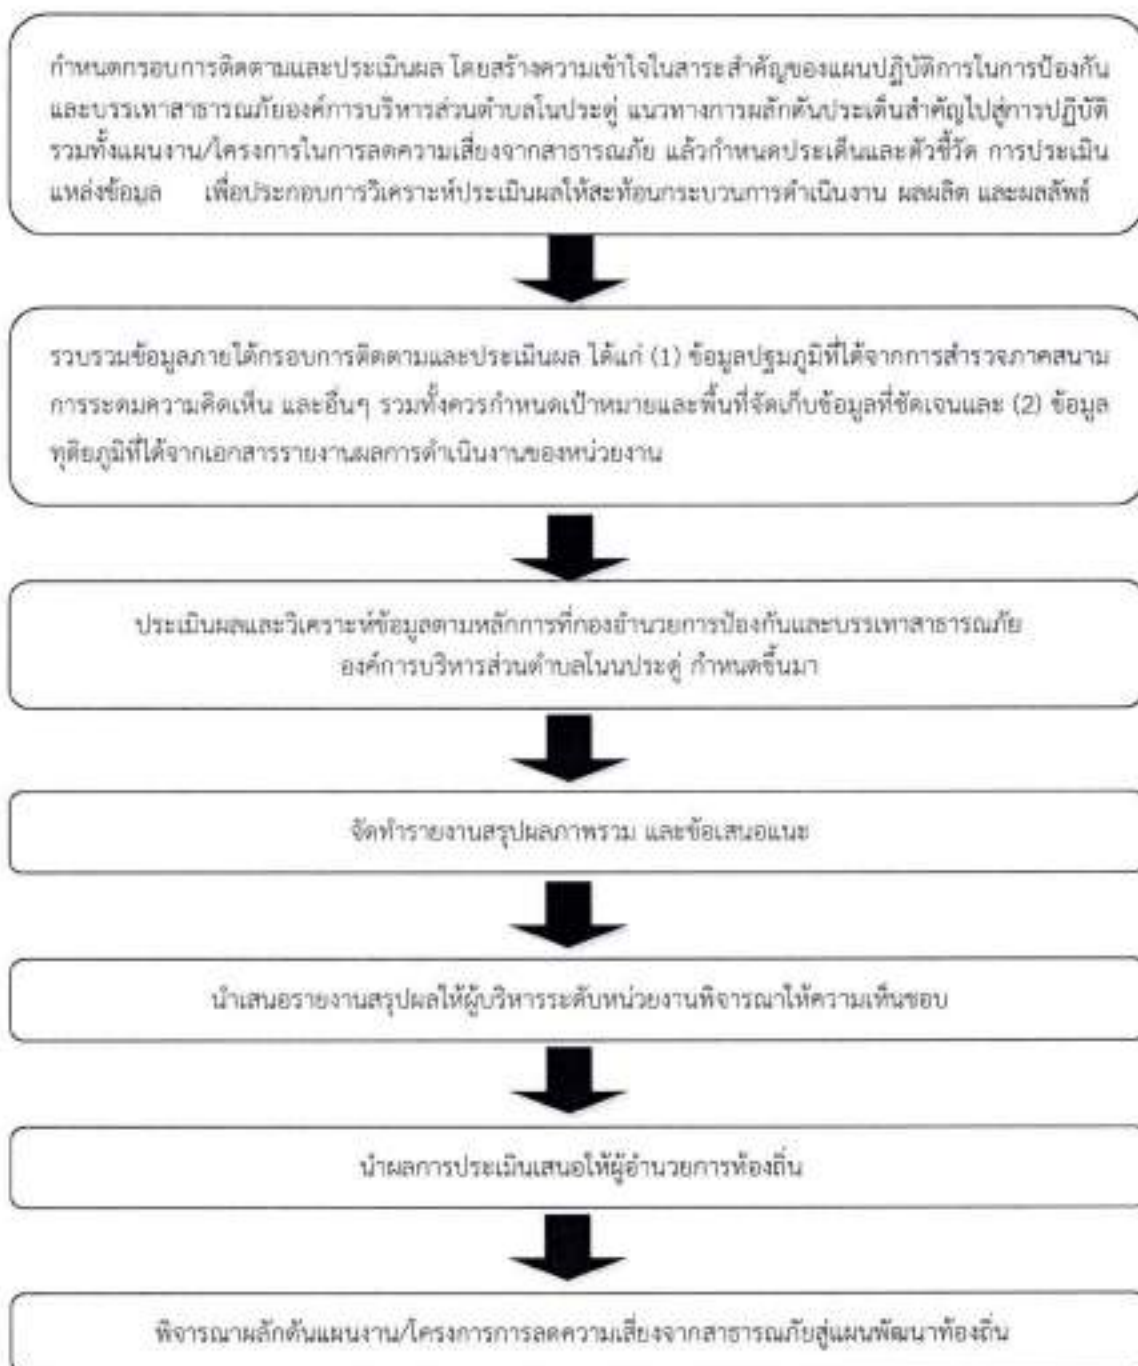 กำหนดกรอบการติดตามและประเมินผล โดยสร้างความเข้าใจในสาระสำคัญของแผนปฏิบัติการในการป้องกัน
และบรรเทาสาธารณภัยองค์การบริหารส่วนตำบลโนประดู่ แนวทางการผลักดันประเด็นสำคัญไปสู่การปฏิบัติ
รวมทั้งแผนงาน/โครงการในการลดความเสี่ยงจากสาธารณภัย แล้วกำหนดประเด็นและตัวชี้วัด การประเมิน
แหล่งข้อมูล เพื่อประกอบการวิเคราะห์ประเมินผลให้สะท้อนกระบวนการดำเนินงาน ผลผลิต และผลลัพธ์
รวบรวมข้อมูลภายใต้กรอบการติดตามและประเมินผล ได้แก่ (1) ข้อมูลปฐมภูมิที่ได้จากการสำรวจภาคสนาม
การระดมความคิดเห็น และอื่นๆ รวมทั้งควรกำหนดเป้าหมายและพื้นที่จัดเก็บข้อมูลที่ชัดเจนและ (2) ข้อมูล
ทุติยภูมิที่ได้จากเอกสารรายงานผลการดำเนินงานของหน่วยงาน
ประเมินผลและวิเคราะห์ข้อมูลตามหลักการที่กองอำนวยการป้องกันและบรรเทาสาธารณภัย
องค์การบริหารส่วนตำบลโนนประดู่ กำหนดขึ้นมา
จัดทำรายงานสรุปผลภาพรวม และข้อเสนอแนะ
นำเสนอรายงานสรุปผลให้ผู้บริหารระดับหน่วยงานพิจารณาให้ความเห็นชอบ
นำผลการประเมินเสนอให้ผู้อำนวยการท้องถิ่น
พิจารณาผลักดันแผนงาน/โครงการการลดความเสี่ยงจากสาธารณภัยสู่แผนพัฒนาท้องถิ่น